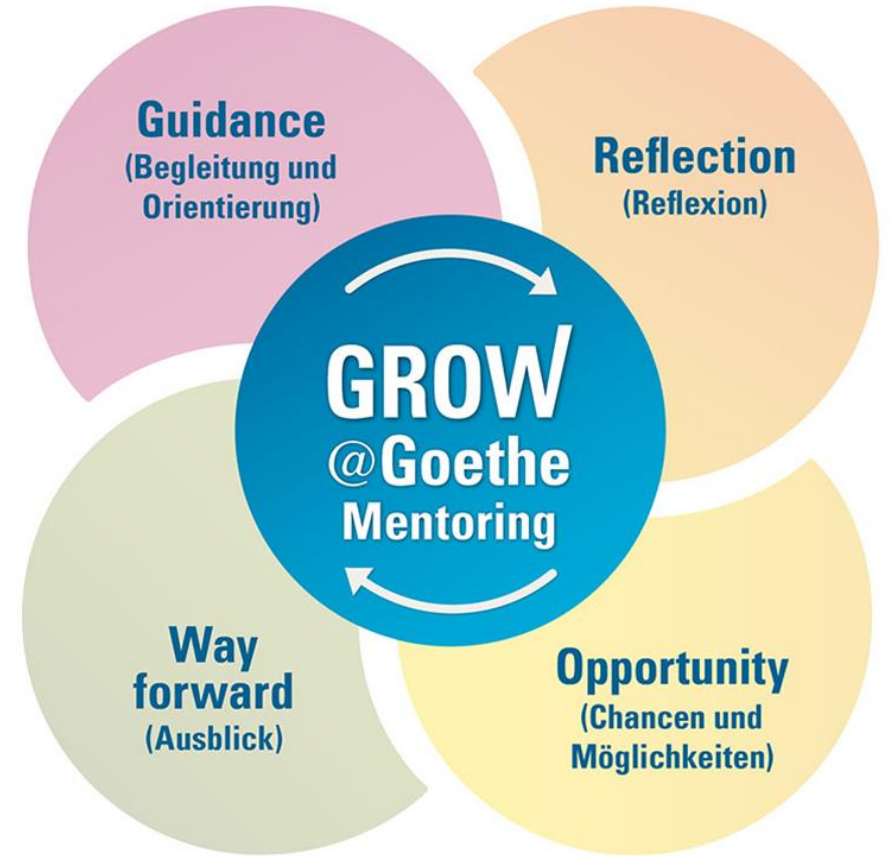 Guidance
(Begleitung und
Orientierung)
Reflection
(Reflexion)
GROW
@Goethe
Mentoring
Way
forward
(Ausblick)
Opportunity
(Chancen und
Möglichkeiten)